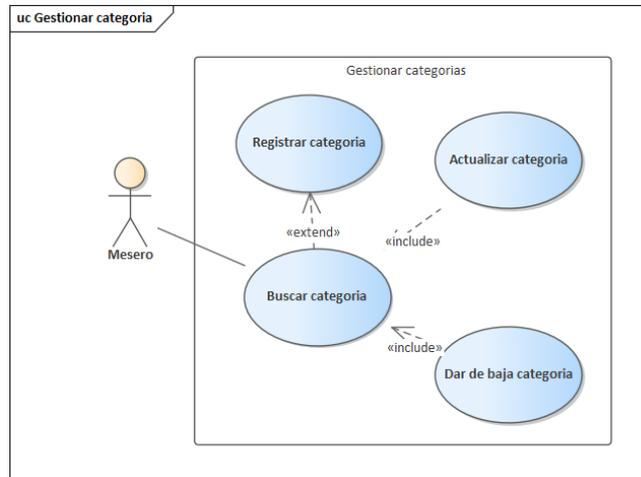 uc Gestionar categoria
Gestionar categorias
Registrar categoria
Actualizar categoria
«extend»
«include»
Mesero
Buscar categoria
«include»
Dar de baja categoria